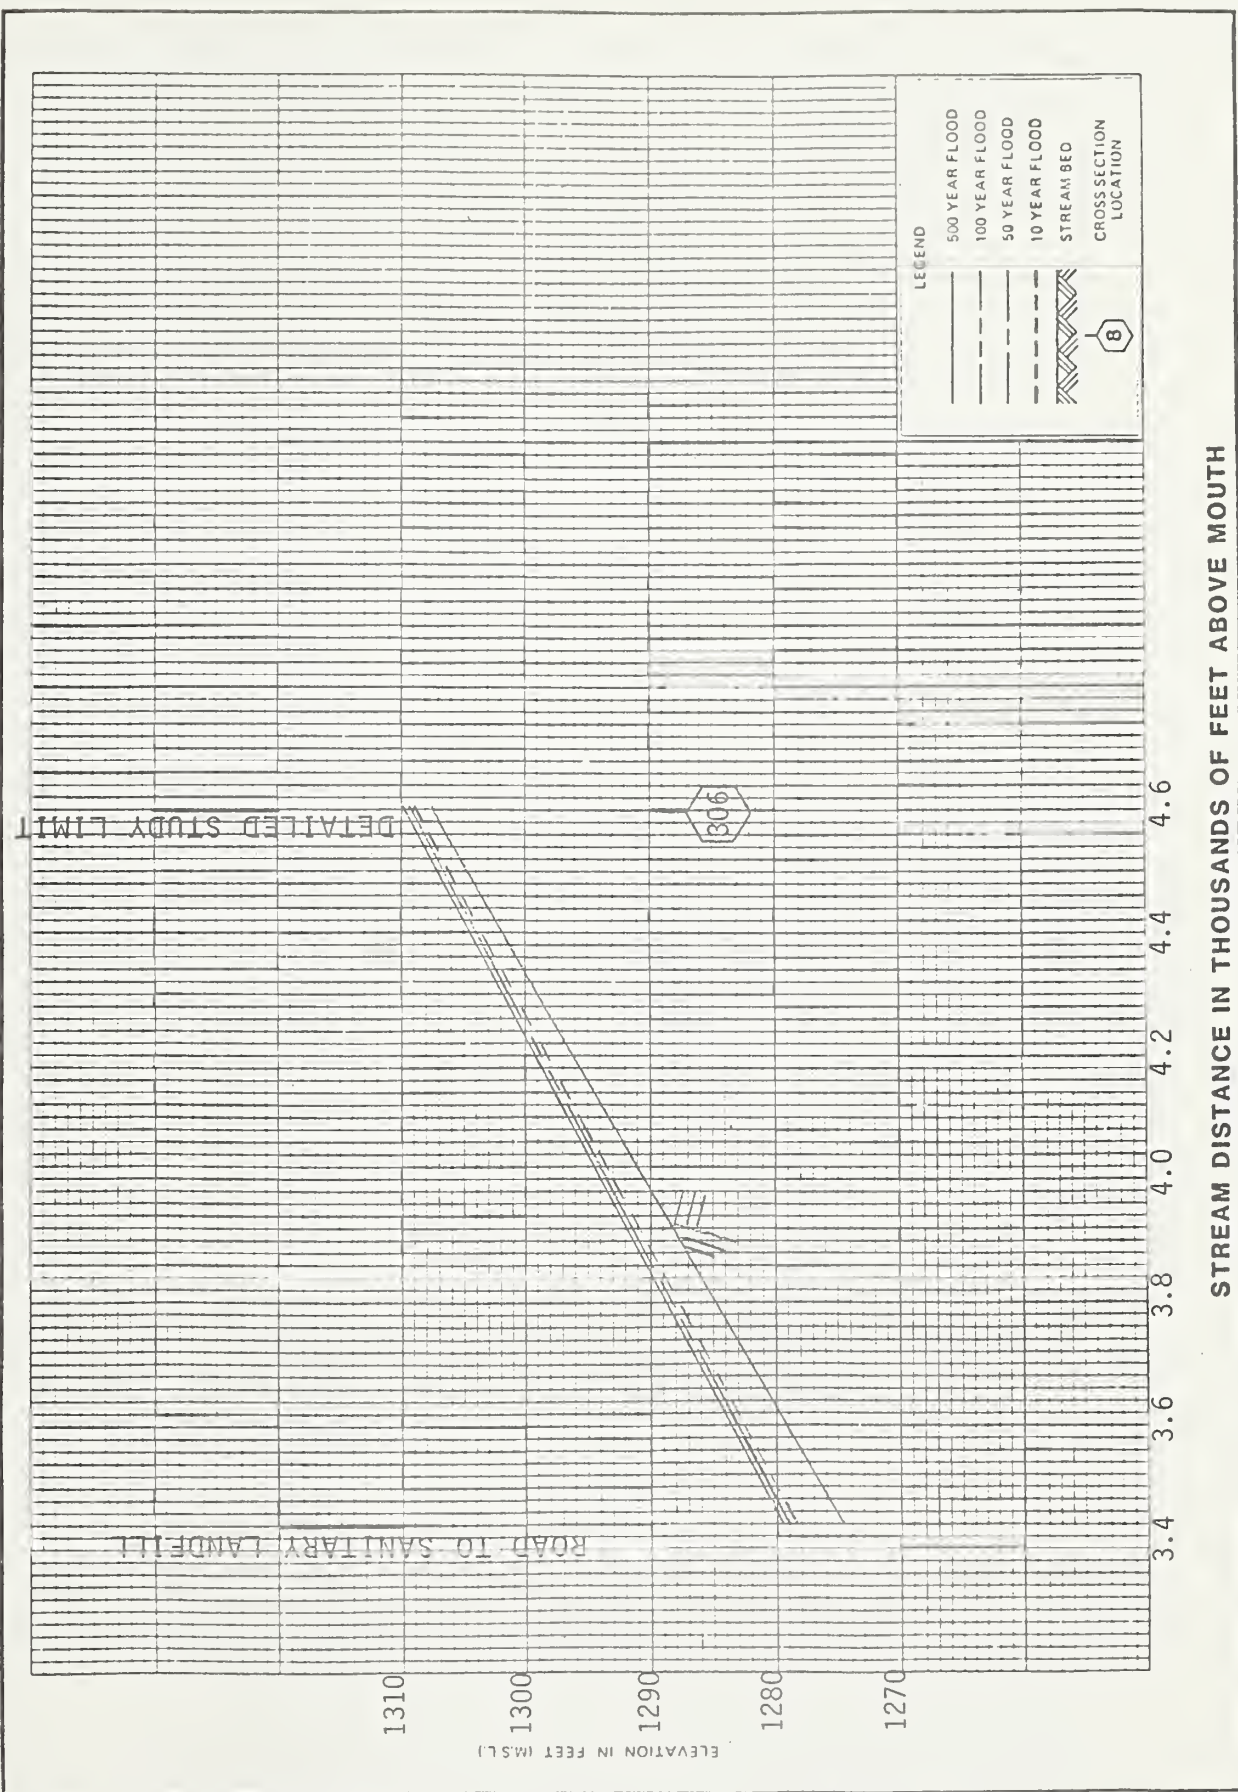 DETAILED STUDY LIMIT
ROAD TO SANITARY LANDFILL
306
LEGEND
500 YEAR FLOOD
100 YEAR FLOOD
50 YEAR FLOOD
10 YEAR FLOOD
STREAM BED
8
CROSS SECTION
LOCATION
ELEVATION IN FEET (M.S.L.)
1310
1300
1290
1280
1270
3.4
3.6
3.8
4.0
4.2
4.4
4.6
STREAM DISTANCE IN THOUSANDS OF FEET ABOVE MOUTH